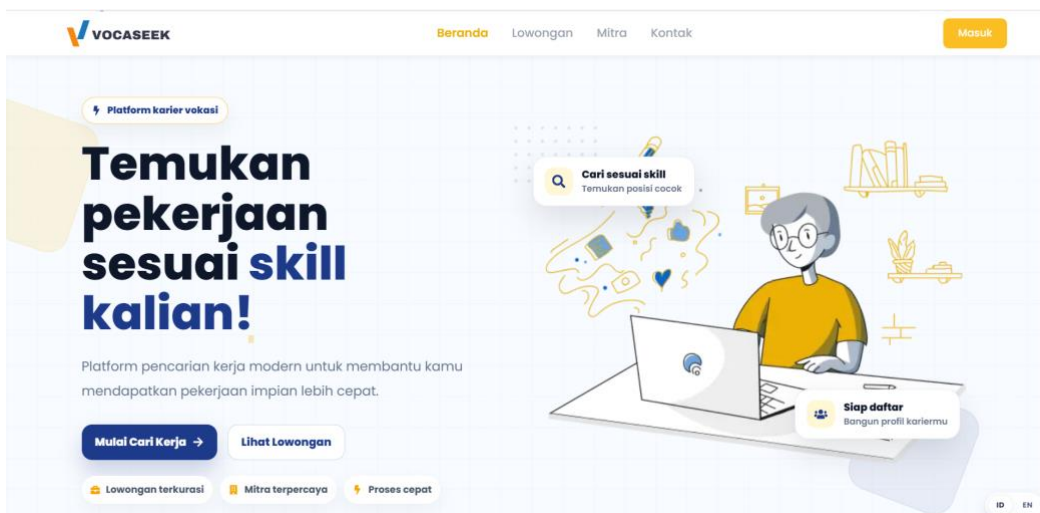 VOCASEEK
Beranda Lowongan Mitra Kontak
Masuk
Platform karier vokasi
Temukan
pekerjaan
sesuai skill
kalian!
Platform pencarian kerja modern untuk membantu kamu
mendapatkan pekerjaan impian lebih cepat.
Mulai Cari Kerja →
Lihat Lowongan
Lowongan terkurasi
Mitra terpercaya
Proses cepat
Cari sesuai skill
Temukan posisi cocok
Siap daftar
Bangun profil kariermu
ID EN